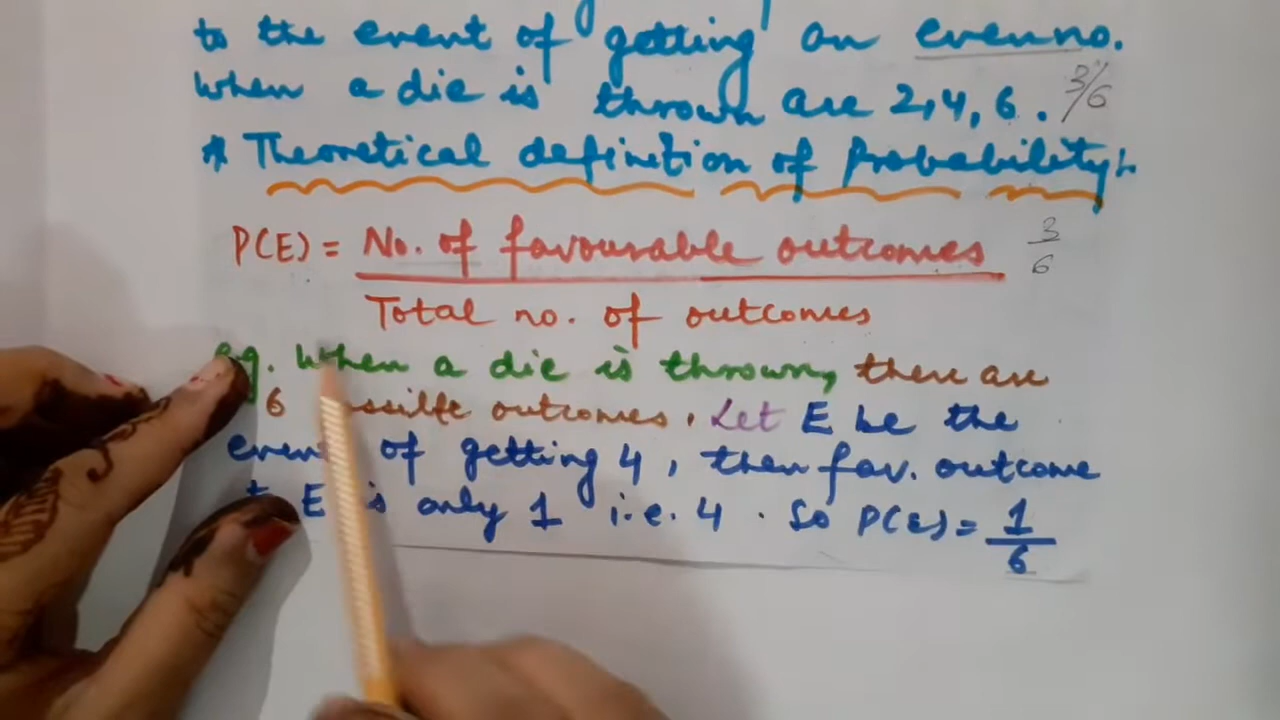 to the event of getting an even no.
when a die is thrown are 2, 4, 6. 3/6
* Theoretical definition of Probability:-
P(E) = No. of favourable outcomes 3/6
Total no. of outcomes
eg. When a die is thrown, there are
6 outcomes. Let E be the
of getting 4, then fav. outcome
E is only 1 i.e. 4. So P(E) = 1/6